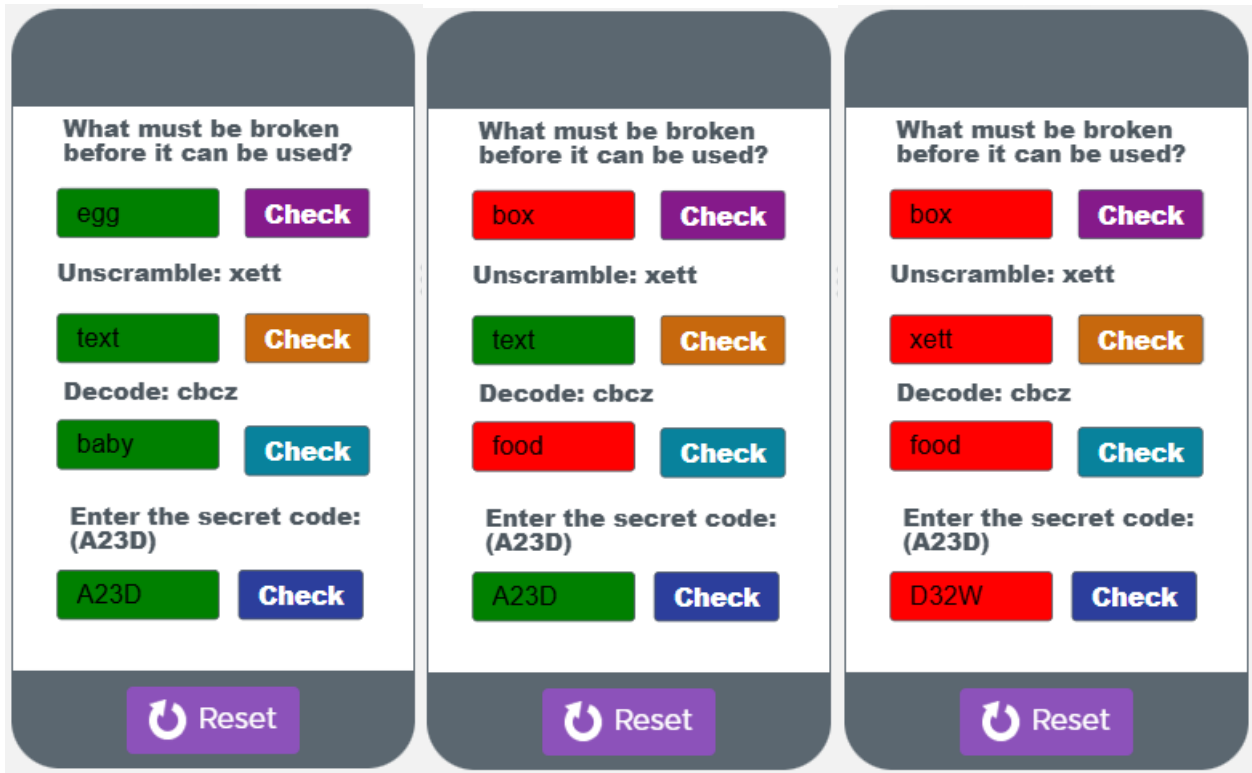 What must be broken
before it can be used?
egg Check
Unscramble: xett
text Check
Decode: cbcz
baby Check
Enter the secret code:
(A23D)
A23D Check
Reset
What must be broken
before it can be used?
box Check
Unscramble: xett
text Check
Decode: cbcz
food Check
Enter the secret code:
(A23D)
A23D Check
Reset
What must be broken
before it can be used?
box Check
Unscramble: xett
xett Check
Decode: cbcz
food Check
Enter the secret code:
(A23D)
D32W Check
Reset